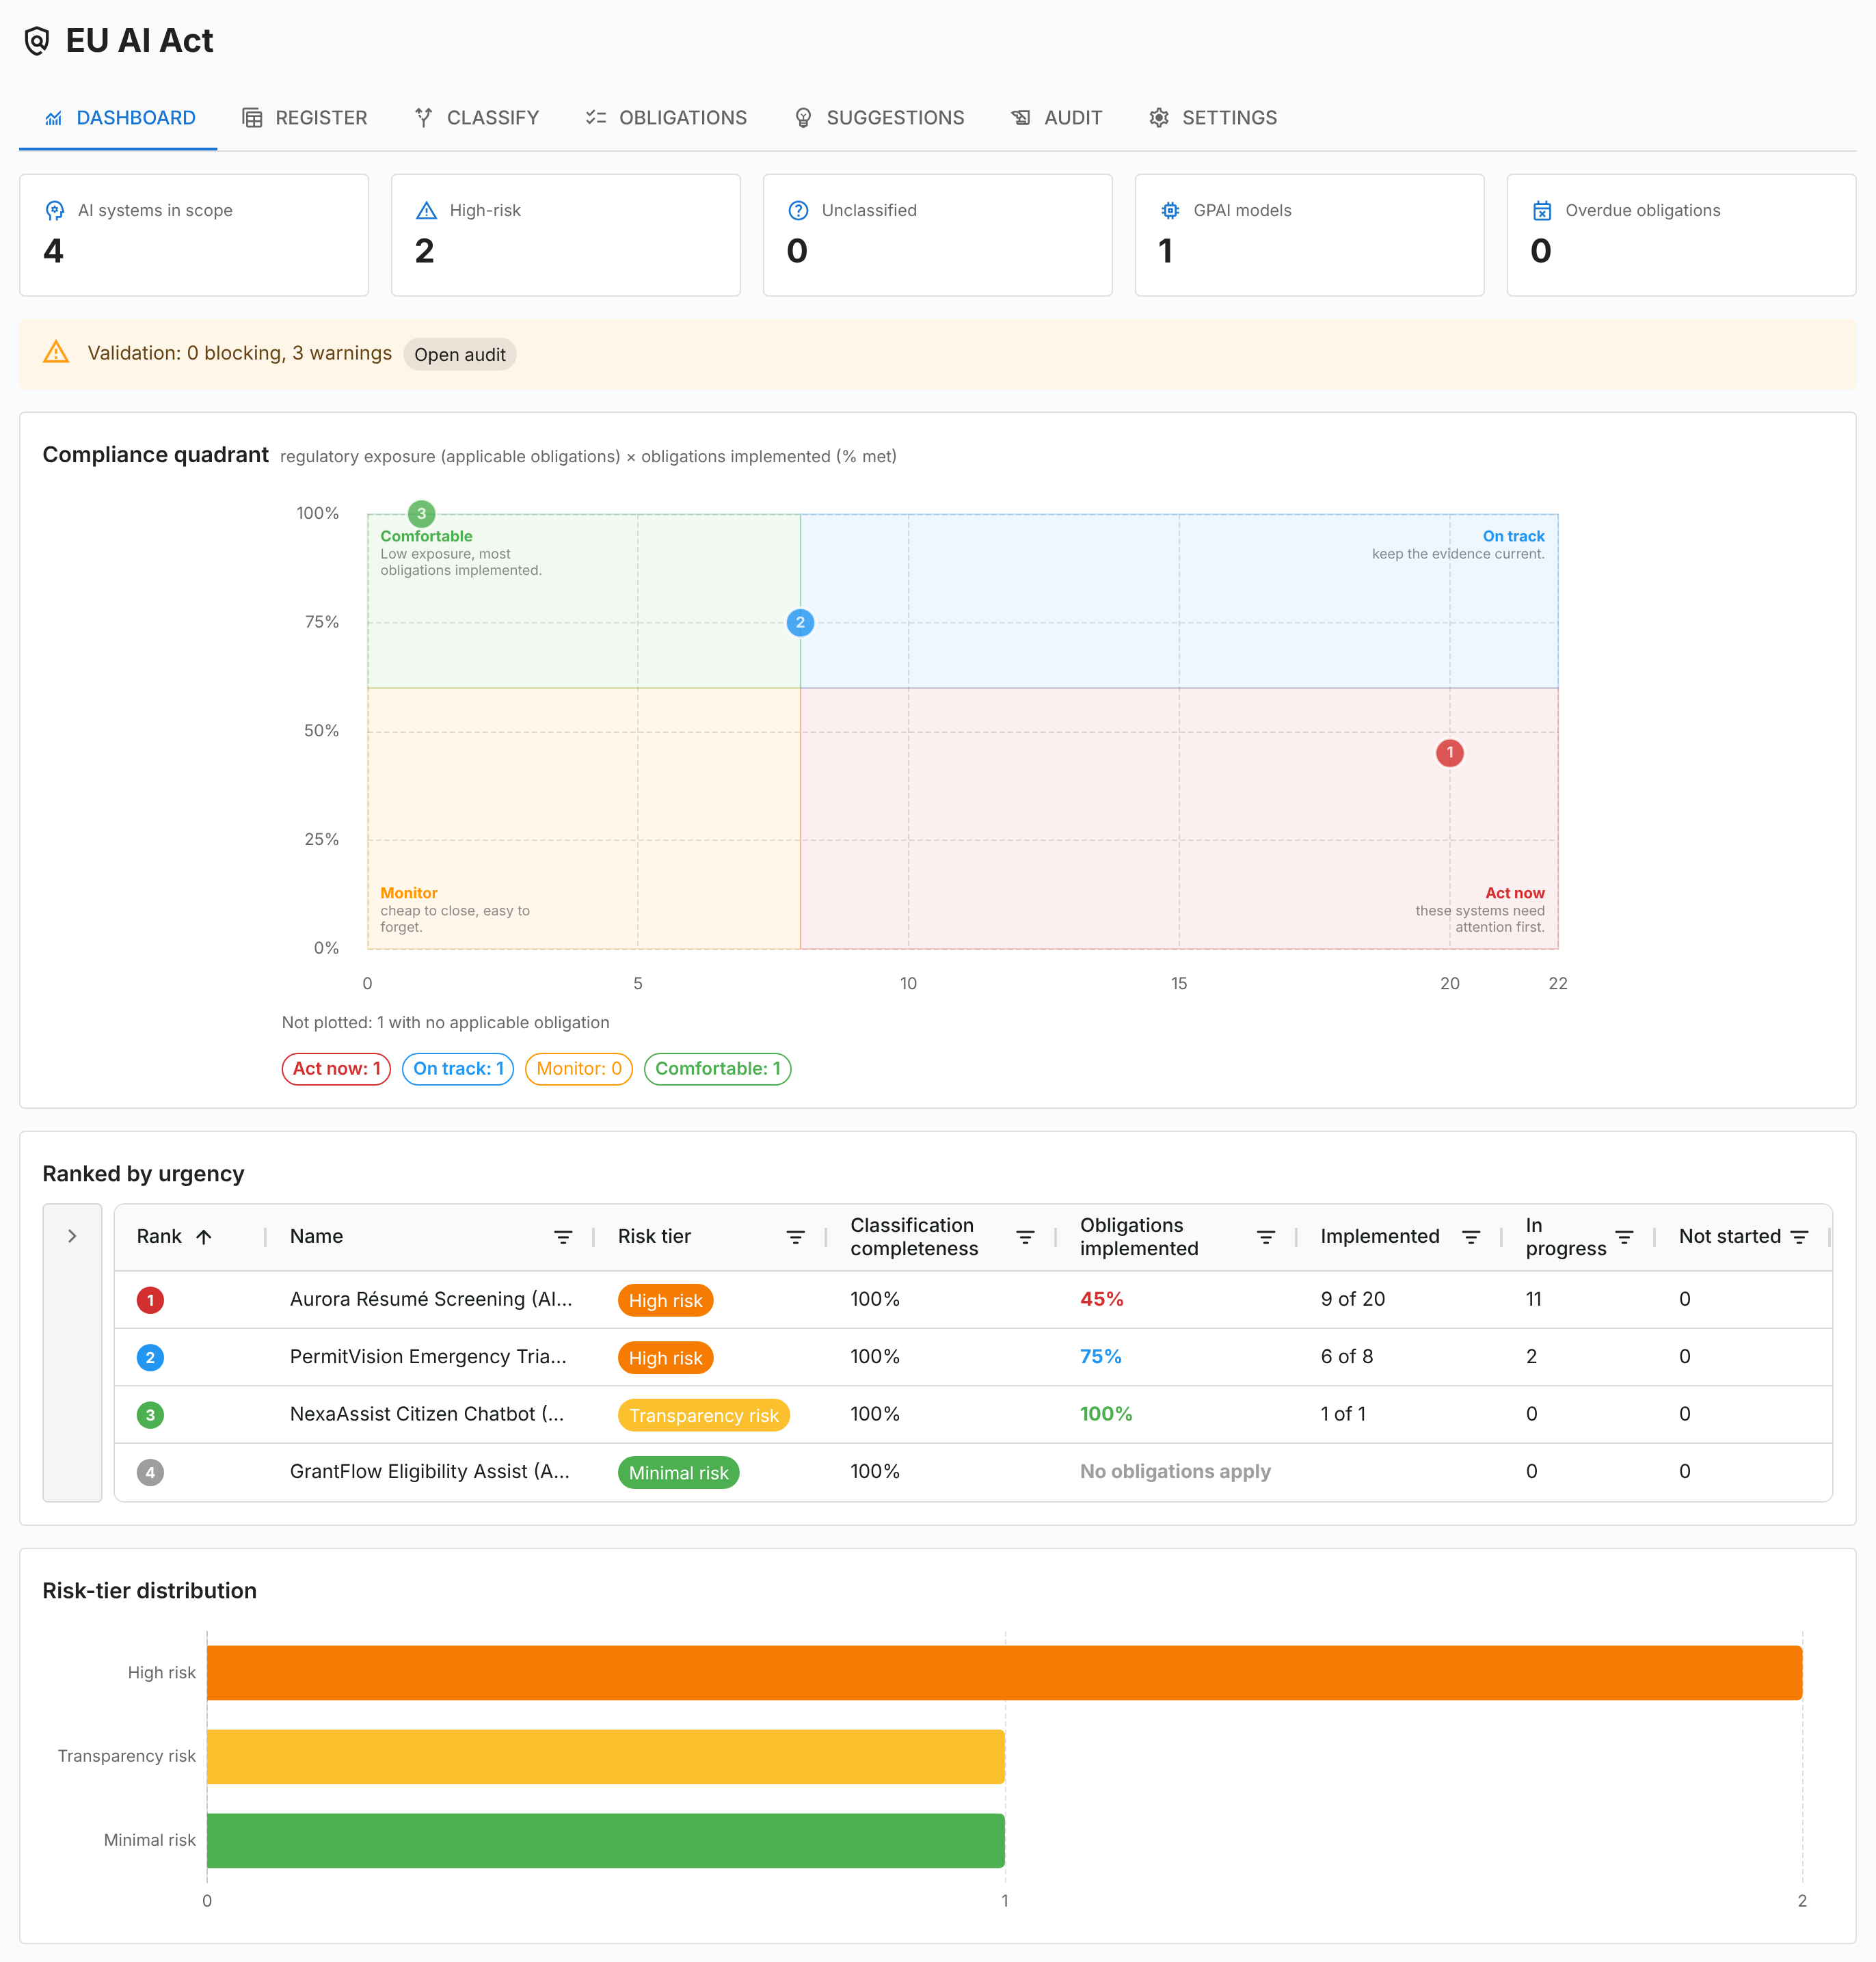 EU AI Act
DASHBOARD REGISTER CLASSIFY OBLIGATIONS SUGGESTIONS AUDIT SETTINGS
AI systems in scope
4
High-risk
2
Unclassified
0
GPAI models
1
Overdue obligations
0
Validation: 0 blocking, 3 warnings Open audit
Compliance quadrant regulatory exposure (applicable obligations) × obligations implemented (% met)
100%
75%
50%
25%
0%
3
Comfortable
Low exposure, most
obligations implemented.
On track
keep the evidence current.
2
1
Monitor
cheap to close, easy to
forget.
Act now
these systems need
attention first.
0 5 10 15 20 22
Not plotted: 1 with no applicable obligation
Act now: 1 On track: 1 Monitor: 0 Comfortable: 1
Ranked by urgency
Rank Name Risk tier Classification completeness Obligations implemented Implemented In progress Not started
1 Aurora Résumé Screening (AI... High risk 100% 45% 9 of 20 11 0
2 PermitVision Emergency Tria... High risk 100% 75% 6 of 8 2 0
3 NexaAssist Citizen Chatbot (... Transparency risk 100% 100% 1 of 1 0 0
4 GrantFlow Eligibility Assist (A... Minimal risk 100% No obligations apply 0 0
Risk-tier distribution
High risk
Transparency risk
Minimal risk
0 1 2